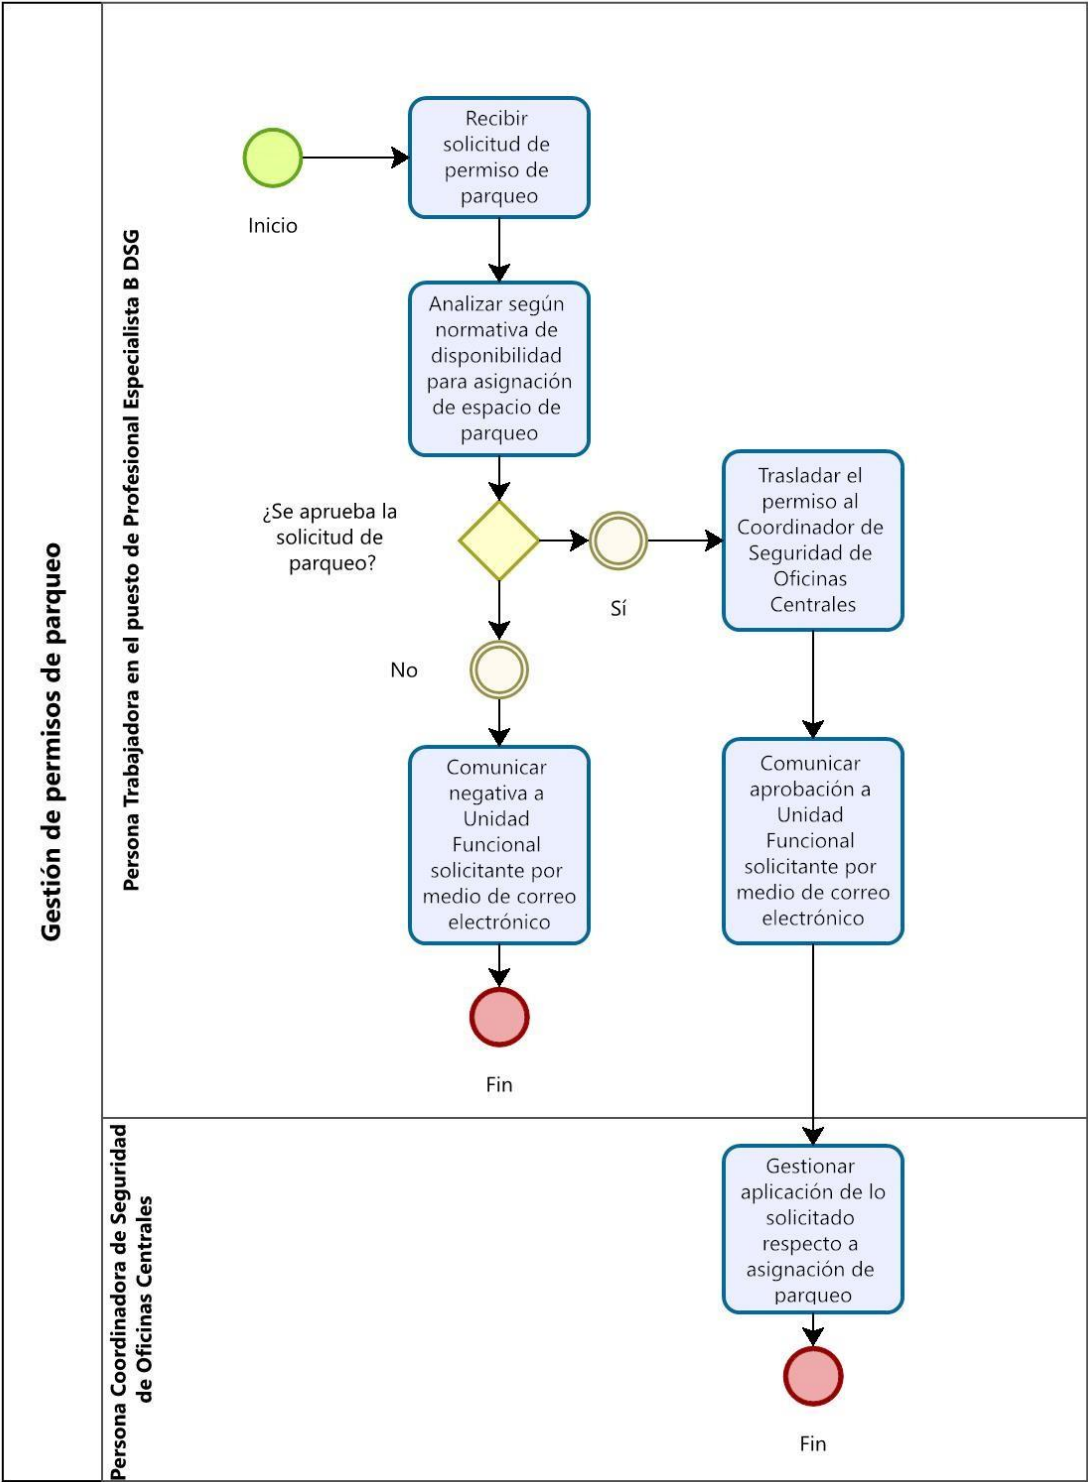 Gestión de permisos de parqueo
Persona Trabajadora en el puesto de Profesional Especialista B DSG
Inicio
Recibir
solicitud de
permiso de
parqueo
Analizar según
normativa de
disponibilidad
para asignación
de espacio de
parqueo
¿Se aprueba la
solicitud de
parqueo?
Sí
Trasladar el
permiso al
Coordinador de
Seguridad de
Oficinas
Centrales
No
Comunicar
negativa a
Unidad
Funcional
solicitante por
medio de correo
electrónico
Comunicar
aprobación a
Unidad
Funcional
solicitante por
medio de correo
electrónico
Fin
Persona Coordinadora de Seguridad
de Oficinas Centrales
Gestionar
aplicación de lo
solicitado
respecto a
asignación de
parqueo
Fin